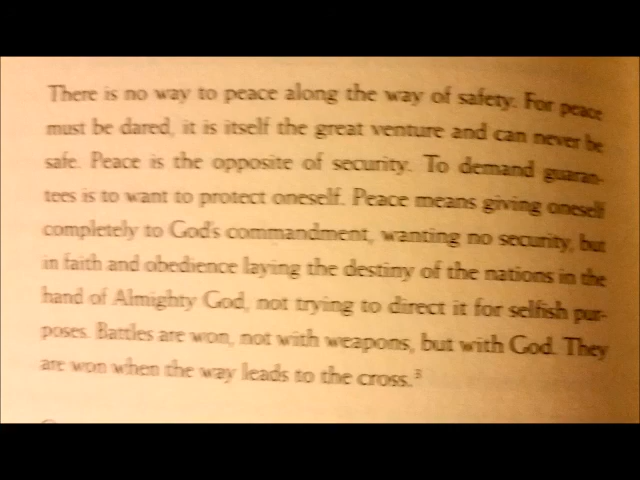 There is no way to peace along the way of safety. For peace
must be dared, it is itself the great venture and can never be
safe. Peace is the opposite of security. To demand guaran-
tees is to want to protect oneself. Peace means giving oneself
completely to God's commandment, wanting no security, but
in faith and obedience laying the destiny of the nations in the
hand of Almighty God, not trying to direct it for selfish pur-
poses. Battles are won, not with weapons, but with God. They
are won when the way leads to the cross.³